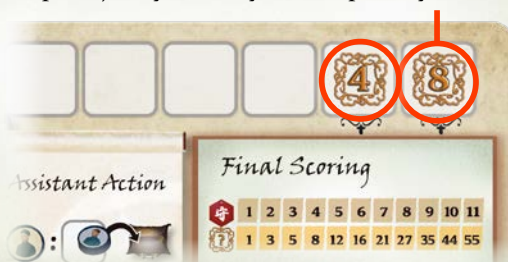 4 8
Final Scoring
Assistant Action
守 1 2 3 4 5 6 7 8 9 10 11
? 1 3 5 8 12 16 21 27 35 44 55
: